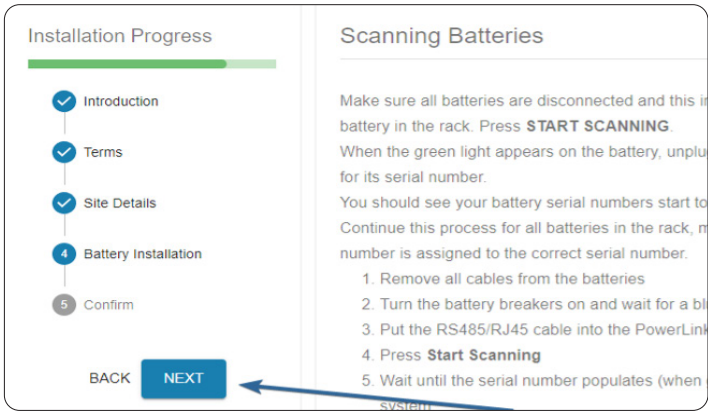 Installation Progress
Introduction
Terms
Site Details
4 Battery Installation
5 Confirm
BACK NEXT
Scanning Batteries
Make sure all batteries are disconnected and this
battery in the rack. Press START SCANNING.
When the green light appears on the battery,
for its serial number.
You should see your battery serial numbers start to
Continue this process for all batteries in the rack,
number is assigned to the correct serial number.
1. Remove all cables from the batteries
2. Turn the battery breakers on and wait for a
3. Put the RS485/RJ45 cable into the PowerLink
4. Press Start Scanning
5. Wait until the serial number populates (when
system